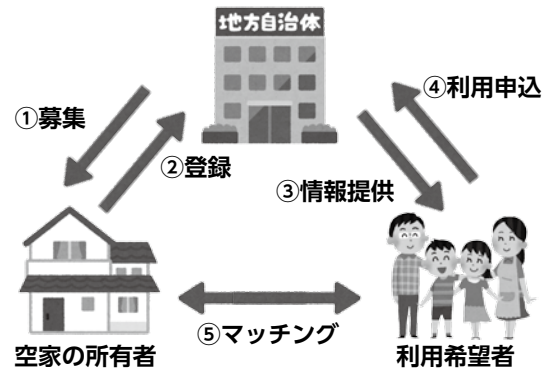 地方自治体
④利用申込
①募集
②登録
③情報提供
⑤マッチング
空家の所有者
利用希望者